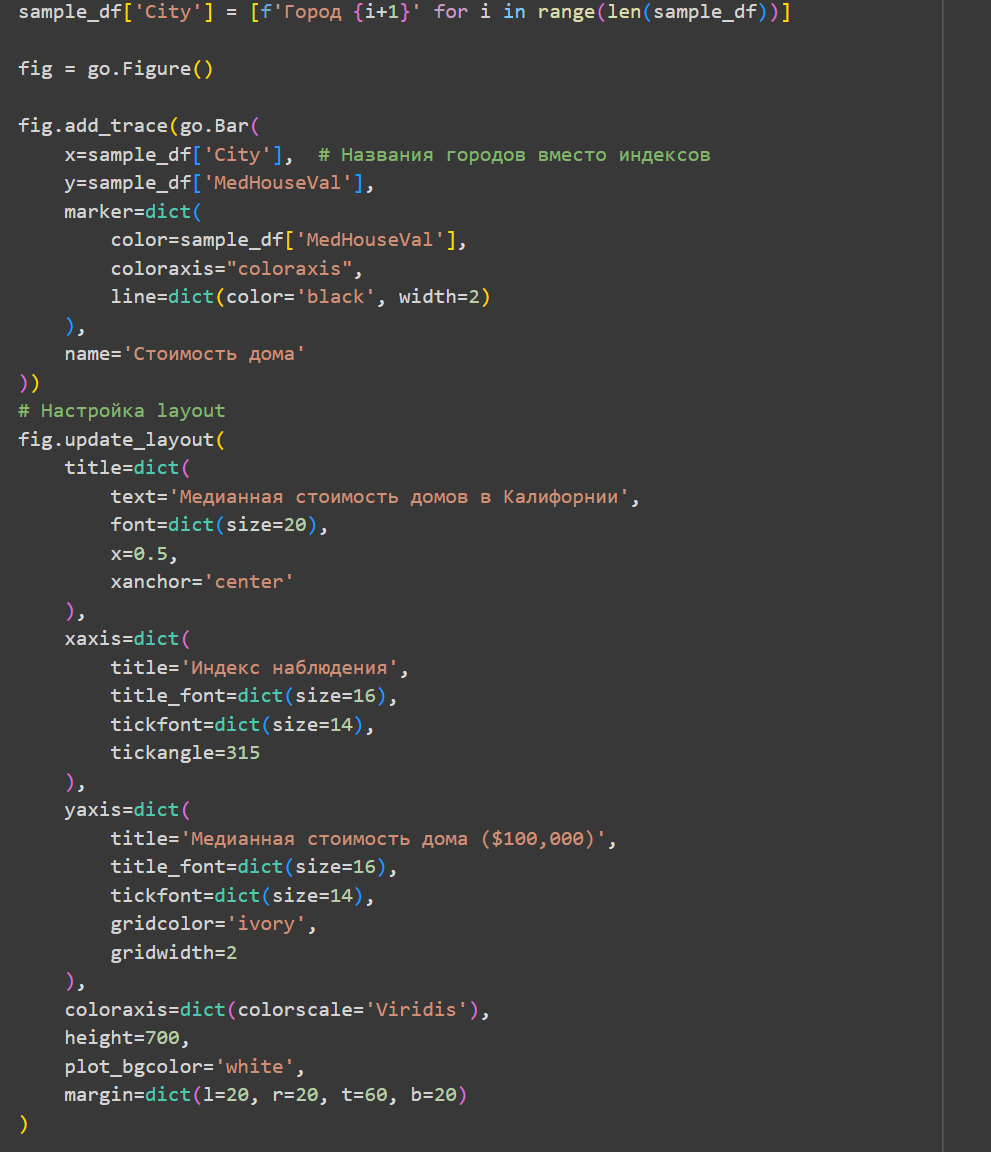 sample_df['City'] = [f'Город {i+1}' for i in range(len(sample_df))]

fig = go.Figure()

fig.add_trace(go.Bar(
    x=sample_df['City'],  # Названия городов вместо индексов
    y=sample_df['MedHouseVal'],
    marker=dict(
        color=sample_df['MedHouseVal'],
        coloraxis="coloraxis",
        line=dict(color='black', width=2)
    ),
    name='Стоимость дома'
))
# Настройка layout
fig.update_layout(
    title=dict(
        text='Медианная стоимость домов в Калифорнии',
        font=dict(size=20),
        x=0.5,
        xanchor='center'
    ),
    xaxis=dict(
        title='Индекс наблюдения',
        title_font=dict(size=16),
        tickfont=dict(size=14),
        tickangle=315
    ),
    yaxis=dict(
        title='Медианная стоимость дома ($100,000)',
        title_font=dict(size=16),
        tickfont=dict(size=14),
        gridcolor='ivory',
        gridwidth=2
    ),
    coloraxis=dict(colorscale='Viridis'),
    height=700,
    plot_bgcolor='white',
    margin=dict(l=20, r=20, t=60, b=20)
)